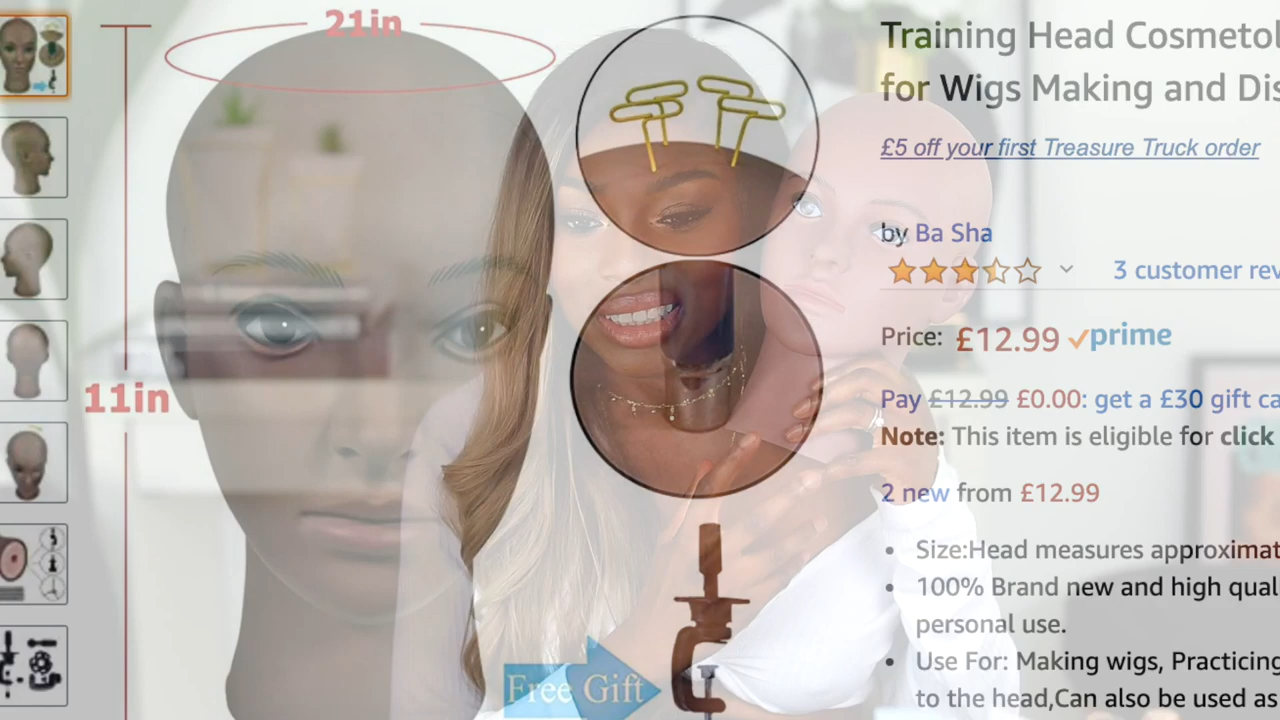 21in
11in
Free Gift
Training Head Cosmetol
for Wigs Making and Dis
£5 off your first Treasure Truck order
by Ba Sha
3 customer rev
Price: £12.99 prime
Pay £12.99 £0.00: get a £30 gift ca
Note: This item is eligible for click
2 new from £12.99
Size:Head measures approximat
100% Brand new and high qual
personal use.
Use For: Making wigs, Practicing
to the head,Can also be used as